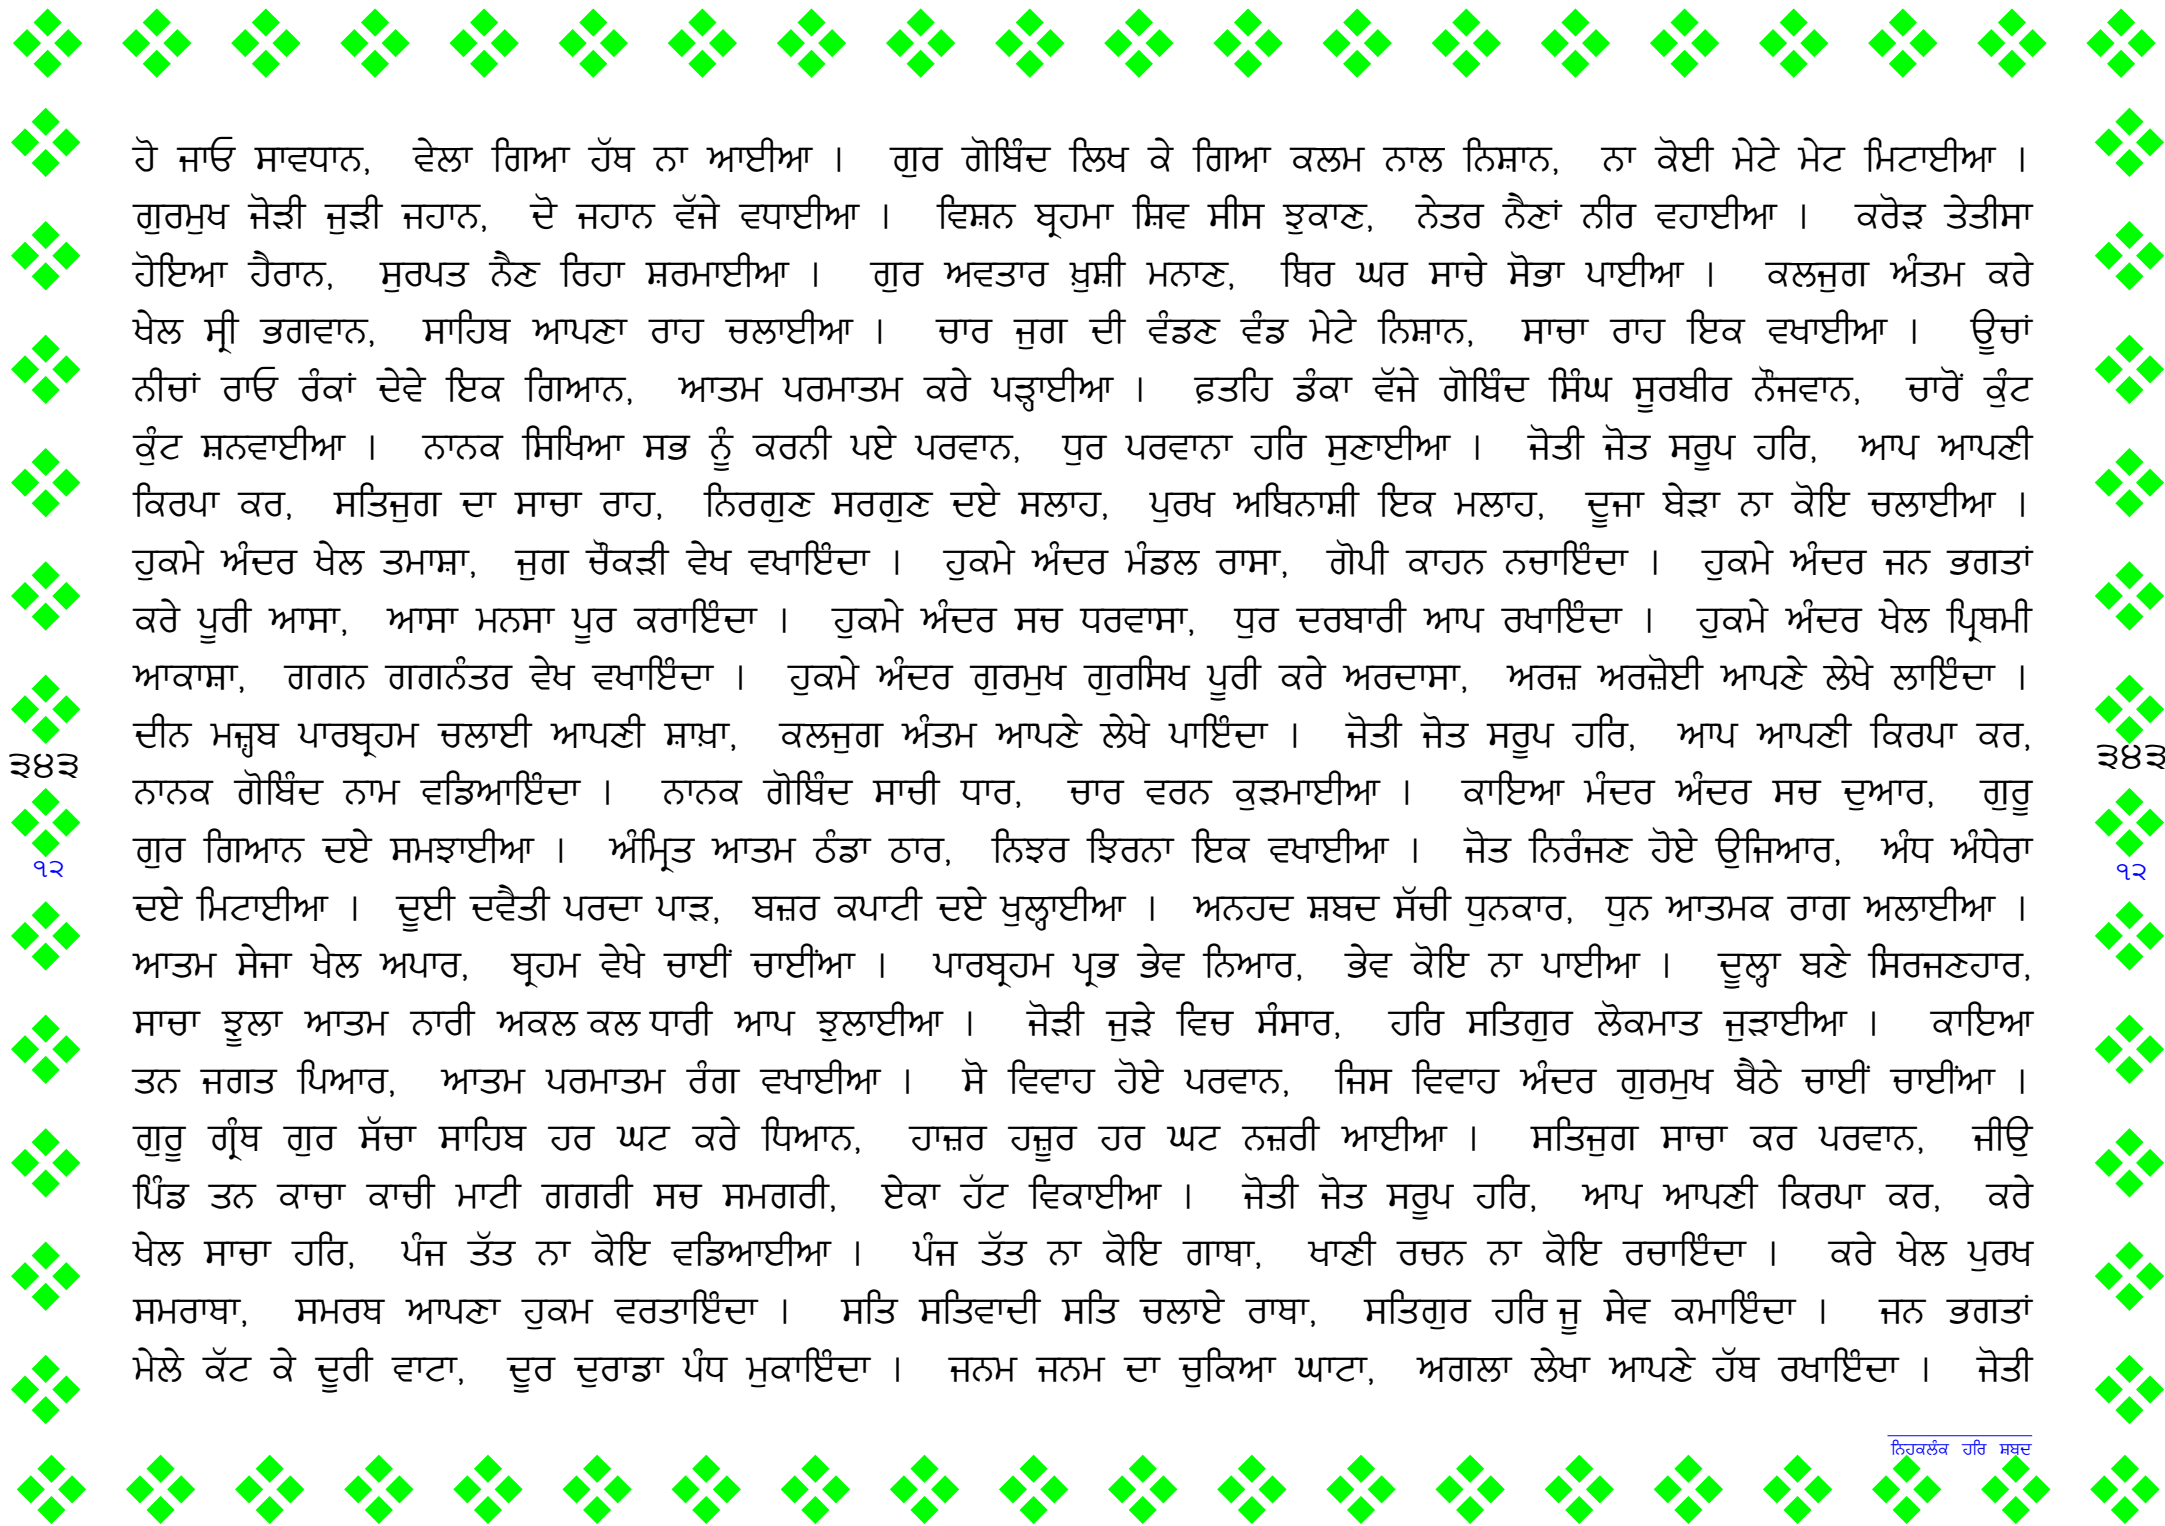 ਹੋ ਜਾਓ ਸਾਵਧਾਨ, ਵੇਲਾ ਗਿਆ ਹੱਥ ਨਾ ਆਈਆ । ਗੁਰ ਗੋਬਿੰਦ ਲਿਖ ਕੇ ਗਿਆ ਕਲਮ ਨਾਲ ਨਿਸ਼ਾਨ, ਨਾ ਕੋਈ ਮੇਟੇ ਮੇਟ ਮਿਟਾਈਆ ।
ਗੁਰਮੁਖ ਜੋੜੀ ਜੁੜੀ ਜਹਾਨ, ਦੋ ਜਹਾਨ ਵੱਜੇ ਵਧਾਈਆ । ਵਿਸ਼ਨ ਬ੍ਰਹਮਾ ਸ਼ਿਵ ਸੀਸ ਝੁਕਾਣ, ਨੇਤਰ ਨੈਣਾਂ ਨੀਰ ਵਹਾਈਆ । ਕਰੋੜ ਤੇਤੀਸਾ
ਹੋਇਆ ਹੈਰਾਨ, ਸੁਰਪਤ ਨੈਣ ਰਿਹਾ ਸ਼ਰਮਾਈਆ । ਗੁਰ ਅਵਤਾਰ ਖ਼ੁਸ਼ੀ ਮਨਾਣ, ਥਿਰ ਘਰ ਸਾਚੇ ਸੋਭਾ ਪਾਈਆ । ਕਲਜੁਗ ਅੰਤਮ ਕਰੇ
ਖੇਲ ਸ੍ਰੀ ਭਗਵਾਨ, ਸਾਹਿਬ ਆਪਣਾ ਰਾਹ ਚਲਾਈਆ । ਚਾਰ ਜੁਗ ਦੀ ਵੰਡਣ ਵੰਡ ਮੇਟੇ ਨਿਸ਼ਾਨ, ਸਾਚਾ ਰਾਹ ਇਕ ਵਖਾਈਆ । ਊਚਾਂ
ਨੀਚਾਂ ਰਾਓ ਰੰਕਾਂ ਦੇਵੇ ਇਕ ਗਿਆਨ, ਆਤਮ ਪਰਮਾਤਮ ਕਰੇ ਪੜ੍ਹਾਈਆ । ਫ਼ਤਹਿ ਡੰਕਾ ਵੱਜੇ ਗੋਬਿੰਦ ਸਿੰਘ ਸੂਰਬੀਰ ਨੌਜਵਾਨ, ਚਾਰੋਂ ਕੁੰਟ
ਕੁੰਟ ਸ਼ਨਵਾਈਆ । ਨਾਨਕ ਸਿਖਿਆ ਸਭ ਨੂੰ ਕਰਨੀ ਪਏ ਪਰਵਾਨ, ਧੁਰ ਪਰਵਾਨਾ ਹਰਿ ਸੁਣਾਈਆ । ਜੋਤੀ ਜੋਤ ਸਰੂਪ ਹਰਿ, ਆਪ ਆਪਣੀ
ਕਿਰਪਾ ਕਰ, ਸਤਿਜੁਗ ਦਾ ਸਾਚਾ ਰਾਹ, ਨਿਰਗੁਣ ਸਰਗੁਣ ਦਏ ਸਲਾਹ, ਪੁਰਖ ਅਬਿਨਾਸ਼ੀ ਇਕ ਮਲਾਹ, ਦੂਜਾ ਬੇੜਾ ਨਾ ਕੋਇ ਚਲਾਈਆ ।
ਹੁਕਮੇ ਅੰਦਰ ਖੇਲ ਤਮਾਸ਼ਾ, ਜੁਗ ਚੌਕੜੀ ਵੇਖ ਵਖਾਇੰਦਾ । ਹੁਕਮੇ ਅੰਦਰ ਮੰਡਲ ਰਾਸਾ, ਗੋਪੀ ਕਾਹਨ ਨਚਾਇੰਦਾ । ਹੁਕਮੇ ਅੰਦਰ ਜਨ ਭਗਤਾਂ
ਕਰੇ ਪੂਰੀ ਆਸਾ, ਆਸਾ ਮਨਸਾ ਪੂਰ ਕਰਾਇੰਦਾ । ਹੁਕਮੇ ਅੰਦਰ ਸਚ ਧਰਵਾਸਾ, ਧੁਰ ਦਰਬਾਰੀ ਆਪ ਰਖਾਇੰਦਾ । ਹੁਕਮੇ ਅੰਦਰ ਖੇਲ ਪ੍ਰਿਥਮੀ
ਆਕਾਸ਼ਾ, ਗਗਨ ਗਗਨੰਤਰ ਵੇਖ ਵਖਾਇੰਦਾ । ਹੁਕਮੇ ਅੰਦਰ ਗੁਰਮੁਖ ਗੁਰਸਿਖ ਪੂਰੀ ਕਰੇ ਅਰਦਾਸਾ, ਅਰਜ਼ ਅਰਜ਼ੋਈ ਆਪਣੇ ਲੇਖੇ ਲਾਇੰਦਾ ।
ਦੀਨ ਮਜ਼੍ਹਬ ਪਾਰਬ੍ਰਹਮ ਚਲਾਈ ਆਪਣੀ ਸ਼ਾਖ਼ਾ, ਕਲਜੁਗ ਅੰਤਮ ਆਪਣੇ ਲੇਖੇ ਪਾਇੰਦਾ । ਜੋਤੀ ਜੋਤ ਸਰੂਪ ਹਰਿ, ਆਪ ਆਪਣੀ ਕਿਰਪਾ ਕਰ,
੩੪੩ ਨਾਨਕ ਗੋਬਿੰਦ ਨਾਮ ਵਡਿਆਇੰਦਾ । ਨਾਨਕ ਗੋਬਿੰਦ ਸਾਚੀ ਧਾਰ, ਚਾਰ ਵਰਨ ਕੁੜਮਾਈਆ । ਕਾਇਆ ਮੰਦਰ ਅੰਦਰ ਸਚ ਦੁਆਰ, ਗੁਰੂ ੩੪੩
ਗੁਰ ਗਿਆਨ ਦਏ ਸਮਝਾਈਆ । ਅੰਮ੍ਰਿਤ ਆਤਮ ਠੰਡਾ ਠਾਰ, ਨਿਝਰ ਝਿਰਨਾ ਇਕ ਵਖਾਈਆ । ਜੋਤ ਨਿਰੰਜਣ ਹੋਏ ਉਜਿਆਰ, ਅੰਧ ਅੰਧੇਰਾ
੧੨ ੧੨
ਦਏ ਮਿਟਾਈਆ । ਦੂਈ ਦਵੈਤੀ ਪਰਦਾ ਪਾੜ, ਬਜ਼ਰ ਕਪਾਟੀ ਦਏ ਖੁਲ੍ਹਾਈਆ । ਅਨਹਦ ਸ਼ਬਦ ਸੱਚੀ ਧੁਨਕਾਰ, ਧੁਨ ਆਤਮਕ ਰਾਗ ਅਲਾਈਆ ।
ਆਤਮ ਸੇਜਾ ਖੇਲ ਅਪਾਰ, ਬ੍ਰਹਮ ਵੇਖੇ ਚਾਈਂ ਚਾਈਂਆ । ਪਾਰਬ੍ਰਹਮ ਪ੍ਰਭ ਭੇਵ ਨਿਆਰ, ਭੇਵ ਕੋਇ ਨਾ ਪਾਈਆ । ਦੂਲ੍ਹਾ ਬਣੇ ਸਿਰਜਣਹਾਰ,
ਸਾਚਾ ਝੂਲਾ ਆਤਮ ਨਾਰੀ ਅਕਲ ਕਲ ਧਾਰੀ ਆਪ ਝੁਲਾਈਆ । ਜੋੜੀ ਜੁੜੇ ਵਿਚ ਸੰਸਾਰ, ਹਰਿ ਸਤਿਗੁਰ ਲੋਕਮਾਤ ਜੁੜਾਈਆ । ਕਾਇਆ
ਤਨ ਜਗਤ ਪਿਆਰ, ਆਤਮ ਪਰਮਾਤਮ ਰੰਗ ਵਖਾਈਆ । ਸੋ ਵਿਵਾਹ ਹੋਏ ਪਰਵਾਨ, ਜਿਸ ਵਿਵਾਹ ਅੰਦਰ ਗੁਰਮੁਖ ਬੈਠੇ ਚਾਈਂ ਚਾਈਂਆ ।
ਗੁਰੂ ਗ੍ਰੰਥ ਗੁਰ ਸੱਚਾ ਸਾਹਿਬ ਹਰ ਘਟ ਕਰੇ ਧਿਆਨ, ਹਾਜ਼ਰ ਹਜ਼ੂਰ ਹਰ ਘਟ ਨਜ਼ਰੀ ਆਈਆ । ਸਤਿਜੁਗ ਸਾਚਾ ਕਰ ਪਰਵਾਨ, ਜੀਉ
ਪਿੰਡ ਤਨ ਕਾਚਾ ਕਾਚੀ ਮਾਟੀ ਗਗਰੀ ਸਚ ਸਮਗਰੀ, ਏਕਾ ਹੱਟ ਵਿਕਾਈਆ । ਜੋਤੀ ਜੋਤ ਸਰੂਪ ਹਰਿ, ਆਪ ਆਪਣੀ ਕਿਰਪਾ ਕਰ, ਕਰੇ
ਖੇਲ ਸਾਚਾ ਹਰਿ, ਪੰਜ ਤੱਤ ਨਾ ਕੋਇ ਵਡਿਆਈਆ । ਪੰਜ ਤੱਤ ਨਾ ਕੋਇ ਗਾਥਾ, ਖਾਣੀ ਰਚਨ ਨਾ ਕੋਇ ਰਚਾਇੰਦਾ । ਕਰੇ ਖੇਲ ਪੁਰਖ
ਸਮਰਾਥਾ, ਸਮਰਥ ਆਪਣਾ ਹੁਕਮ ਵਰਤਾਇੰਦਾ । ਸਤਿ ਸਤਿਵਾਦੀ ਸਤਿ ਚਲਾਏ ਰਾਥਾ, ਸਤਿਗੁਰ ਹਰਿ ਜੂ ਸੇਵ ਕਮਾਇੰਦਾ । ਜਨ ਭਗਤਾਂ
ਮੇਲੇ ਕੱਟ ਕੇ ਦੂਰੀ ਵਾਟਾ, ਦੂਰ ਦੁਰਾਡਾ ਪੰਧ ਮੁਕਾਇੰਦਾ । ਜਨਮ ਜਨਮ ਦਾ ਚੁਕਿਆ ਘਾਟਾ, ਅਗਲਾ ਲੇਖਾ ਆਪਣੇ ਹੱਥ ਰਖਾਇੰਦਾ । ਜੋਤੀ
ਨਿਹਕਲੰਕ ਹਰਿ ਸ਼ਬਦ